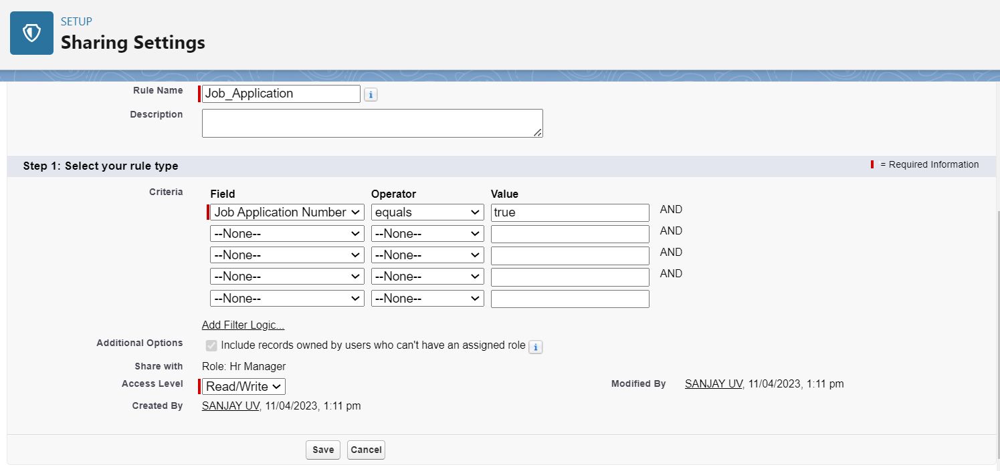 SETUP
Sharing Settings
Rule Name Job_Application i
Description
Step 1: Select your rule type = Required Information
Criteria Field Operator Value
Job Application Number equals true AND
--None-- --None-- AND
--None-- --None-- AND
--None-- --None-- AND
--None-- --None--
Add Filter Logic...
Additional Options Include records owned by users who can't have an assigned role i
Share with Role: Hr Manager
Access Level Read/Write Modified By SANJAY UV, 11/04/2023, 1:11 pm
Created By SANJAY UV, 11/04/2023, 1:11 pm
Save Cancel